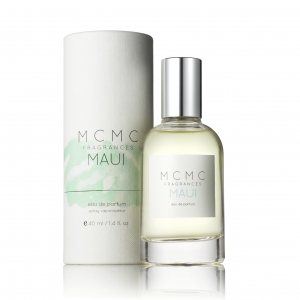 MCMC
FRAGRANCES
MAUI
eau de parfum
e 40 ml / 1.4 fl oz
MCMC
FRAGRANCES
MAUI
eau de parfum